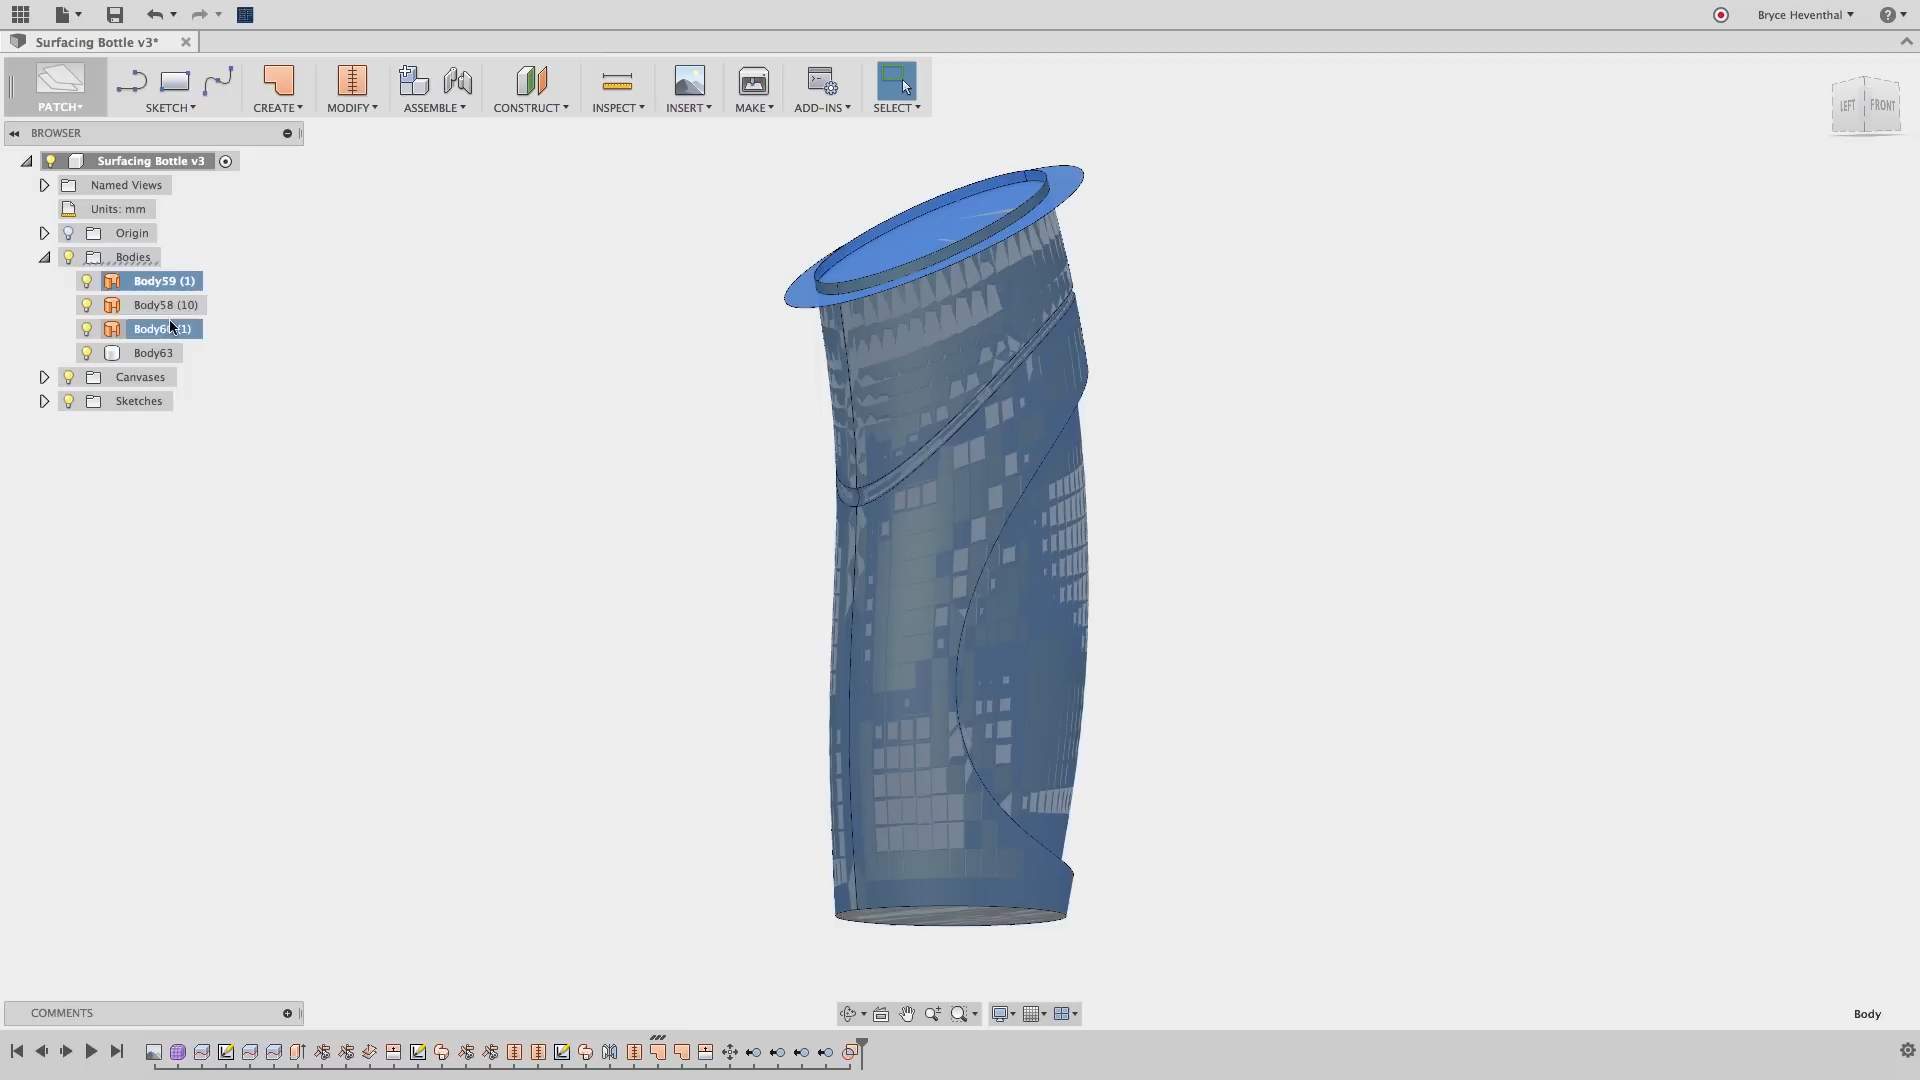 Bryce Heventhal
Surfacing Bottle v3*
PATCH
SKETCH
CREATE
MODIFY
ASSEMBLE
CONSTRUCT
INSPECT
INSERT
MAKE
ADD-INS
SELECT
LEFT
FRONT
BROWSER
Surfacing Bottle v3
Named Views
Units: mm
Origin
Bodies
Body59 (1)
Body58 (10)
Body63
Canvases
Sketches
COMMENTS
Body